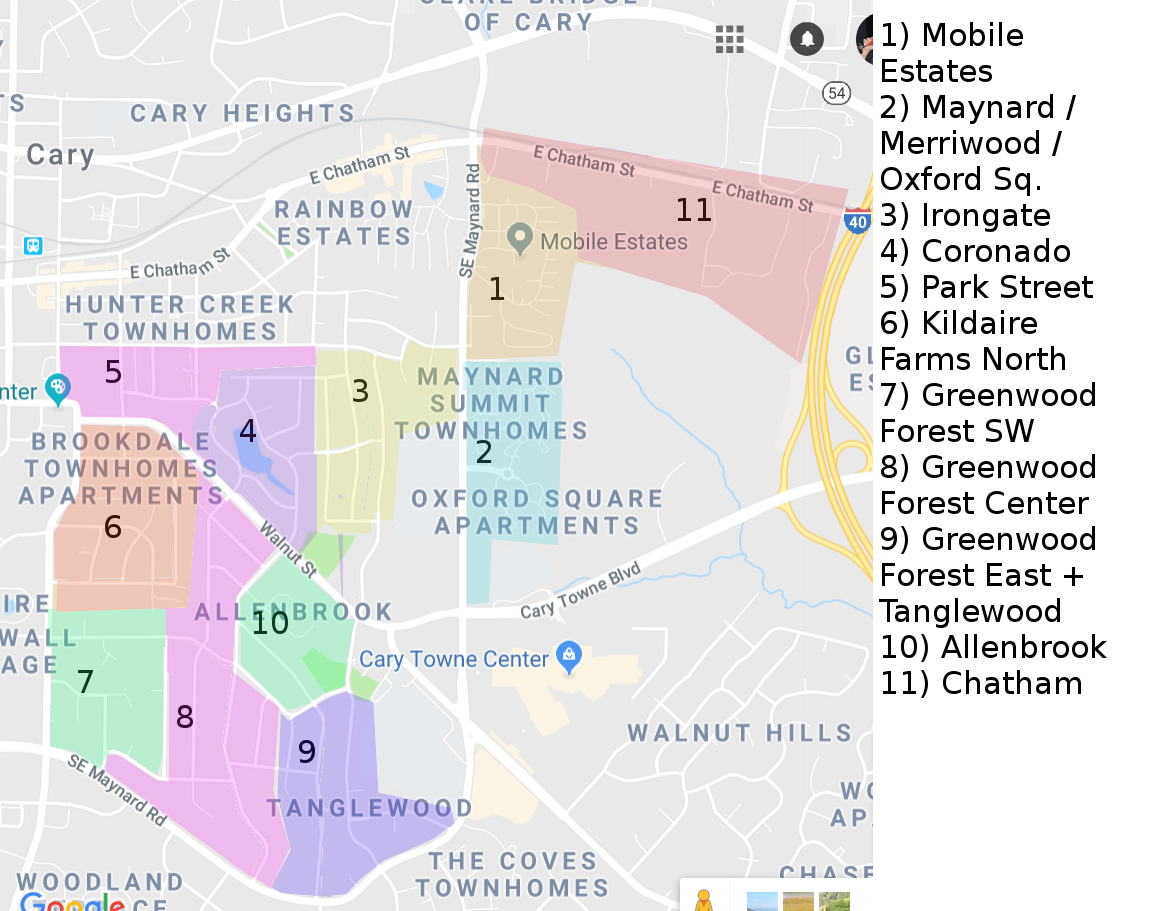 CLARE BRIDGE
OF CARY
54
TS
CARY HEIGHTS
Cary
E Chatham St
E Chatham St
E Chatham St
11
40
RAINBOW
ESTATES
SE Maynard Rd
Mobile Estates
1
E Chatham St
HUNTER CREEK
TOWNHOMES
5
nter
3
MAYNARD
SUMMIT
TOWNHOMES
GL
ES
4
BROOKDALE
TOWNHOMES
APARTMENTS
2
OXFORD SQUARE
APARTMENTS
6
Walnut St
Cary Towne Blvd
IRE
WALL
AGE
ALLENBROOK
10
Cary Towne Center
7
8
9
WALNUT HILLS
SE Maynard Rd
TANGLEWOOD
WO
AP
THE COVES
TOWNHOMES
CHASE
WOODLAND
CE
Google
1) Mobile
Estates
2) Maynard /
Merriwood /
Oxford Sq.
3) Irongate
4) Coronado
5) Park Street
6) Kildaire
Farms North
7) Greenwood
Forest SW
8) Greenwood
Forest Center
9) Greenwood
Forest East +
Tanglewood
10) Allenbrook
11) Chatham